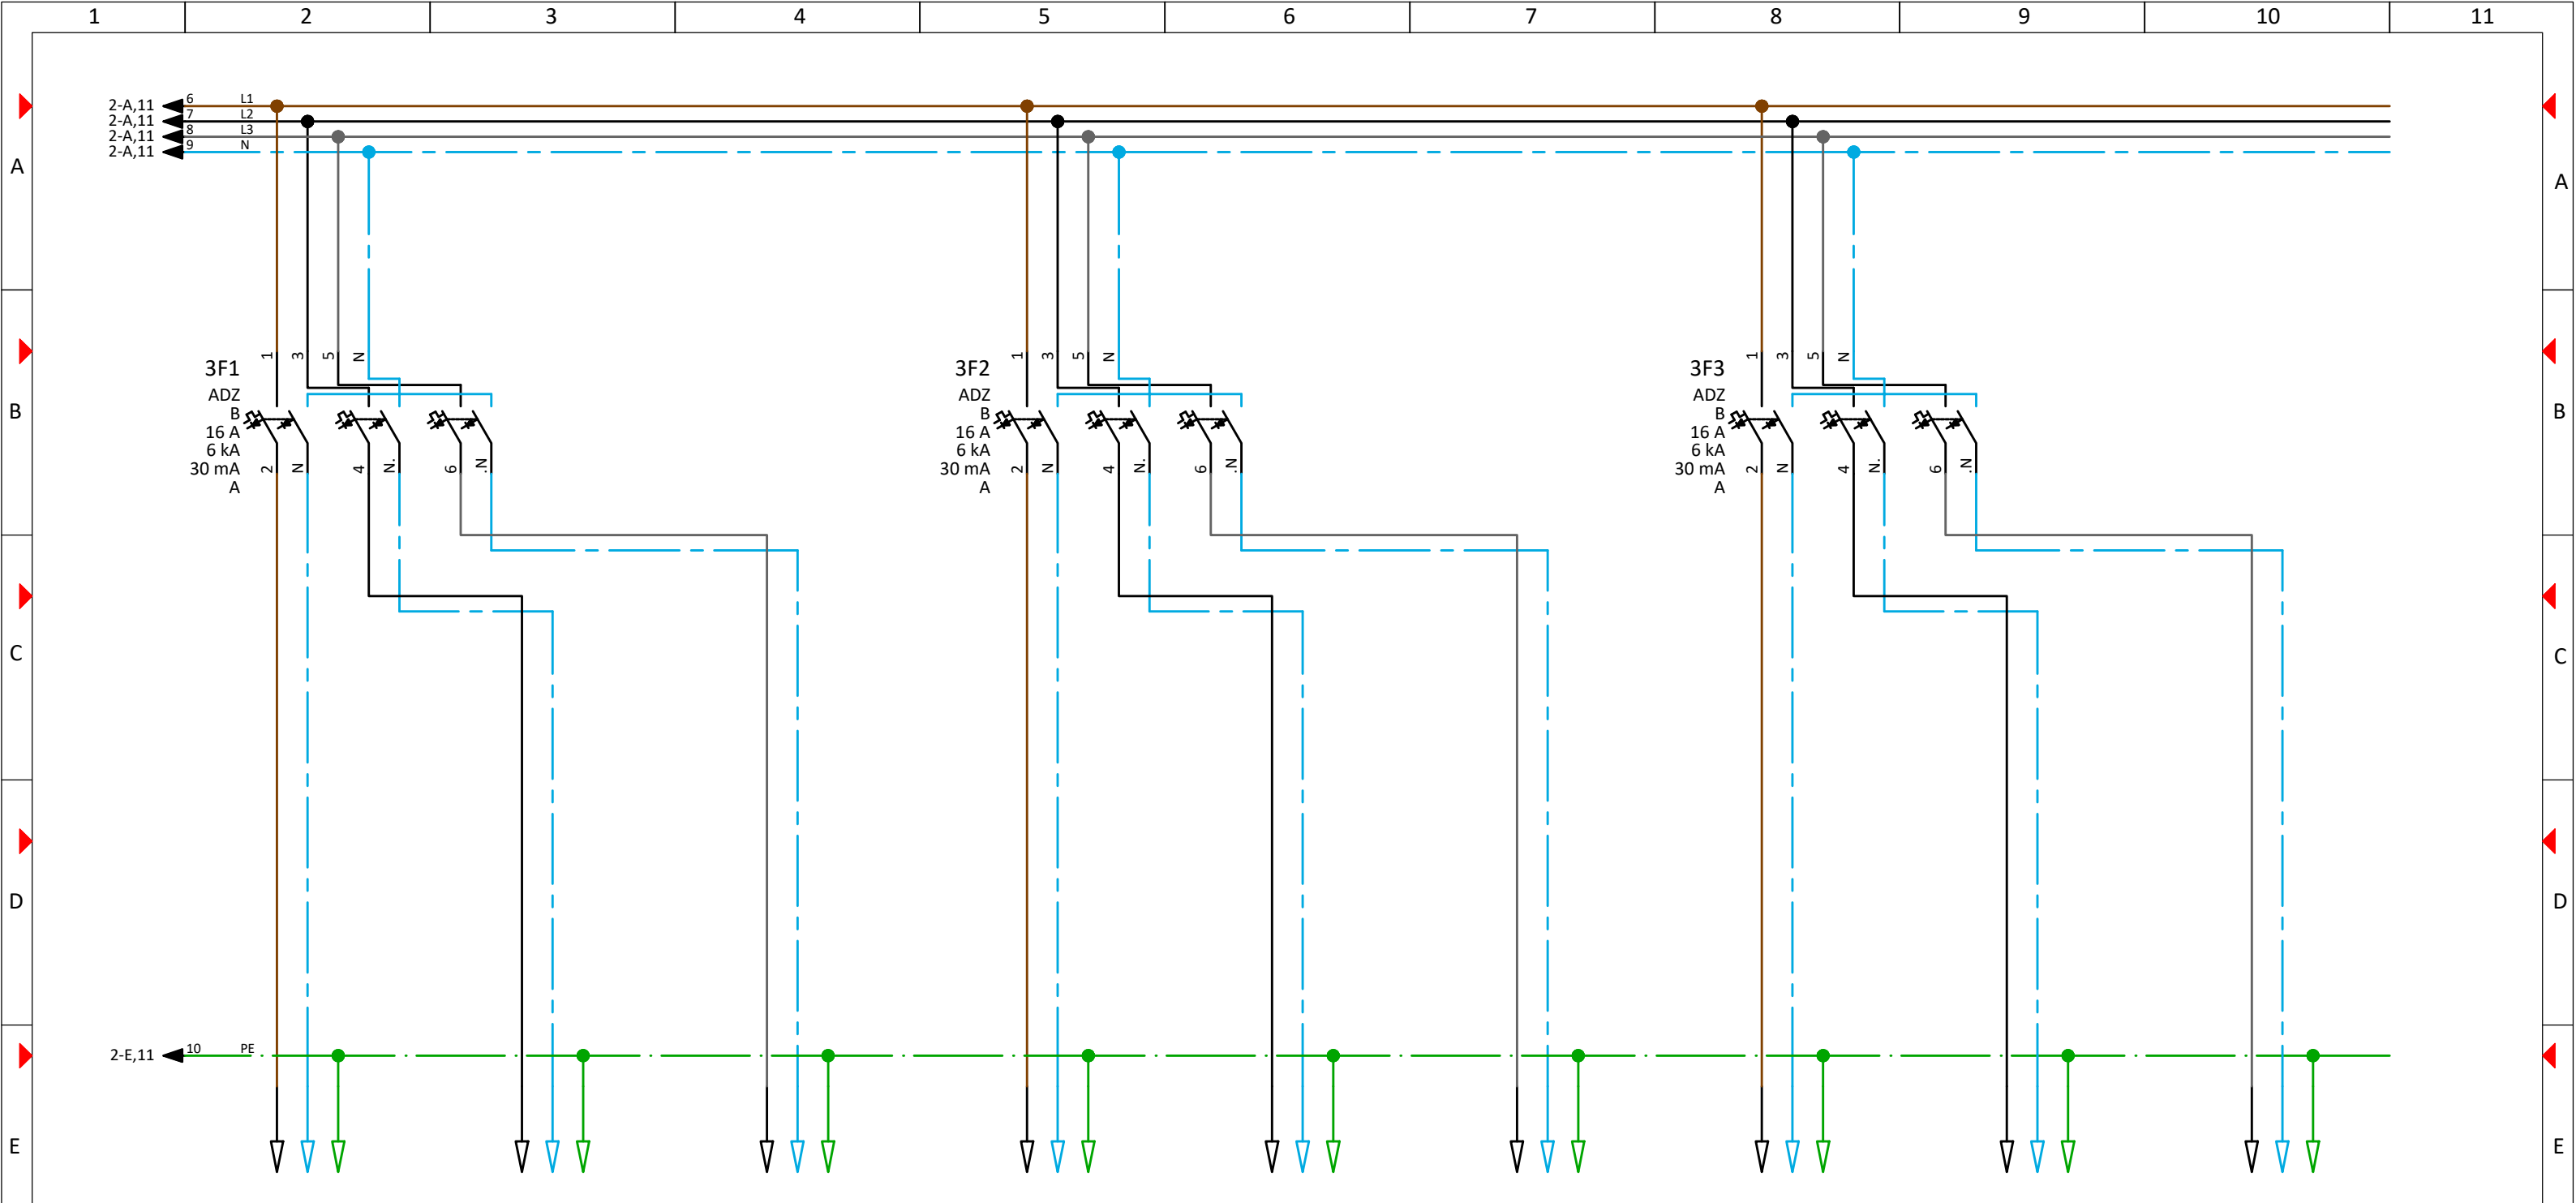 1 2 3 4 5 6 7 8 9 10 11
2-A,11 6 L1
2-A,11 7 L2
2-A,11 8 L3
2-A,11 9 N
A A
1 3 5 N 1 3 5 N 1 3 5 N
3F1 3F2 3F3
ADZ ADZ ADZ
B B B B B
16 A 16 A 16 A
6 kA 6 kA 6 kA
30 mA 2 N 4 N. 6 .N 30 mA 2 N 4 N. 6 .N 30 mA 2 N 4 N. 6 .N
A A A
C C
D D
2-E,11 10 PE
E E